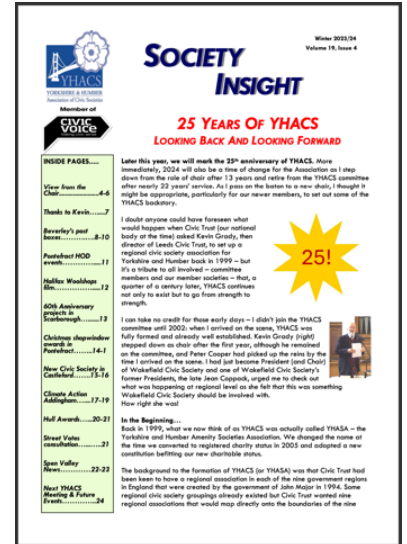 Winter 2023/24
Volume 19, Issue 4
SOCIETY
INSIGHT
YHACS
YORKSHIRE & HUMBER
Association of Civic Societies
Member of
CIVIC
VOICE
25 YEARS OF YHACS
LOOKING BACK AND LOOKING FORWARD
INSIDE PAGES....
View from the
Chair....................4-6
Thanks to Kevin......7
Beverley's post
boxes.............8-10
Pontefract HOD
events...............11
Halifax Woolshops
film....................12
60th Anniversary
projects in
Scarborough.......13
Christmas shopwindow
awards in
Pontefract........14-1
New Civic Society in
Castleford......15-16
Climate Action
Addingham......17-19
Hull Awards.....20-21
Street Votes
consultation.......21
Spen Valley
News............22-23
Next YHACS
Meeting & Future
Events...............24
Later this year, we will mark the 25th anniversary of YHACS. More
immediately, 2024 will also be a time of change for the Association as I step
down from the role of chair after 13 years and retire from the YHACS committee
after nearly 22 years' service. As I pass on the baton to a new chair, I thought it
might be appropriate, particularly for our newer members, to set out some of the
YHACS backstory.
I doubt anyone could have foreseen what
would happen when Civic Trust (our national
body at the time) asked Kevin Grady, then
director of Leeds Civic Trust, to set up a
regional civic society association for
Yorkshire and Humber back in 1999 – but
it's a tribute to all involved – committee
members and our member societies – that, a
quarter of a century later, YHACS continues
not only to exist but to go from strength to
strength.
25!
I can take no credit for those early days – I didn't join the YHACS
committee until 2002: when I arrived on the scene, YHACS was
fully formed and already well established. Kevin Grady (right)
stepped down as chair after the first year, although he remained
on the committee, and Peter Cooper had picked up the reins by the
time I arrived on the scene. I had just become President (and Chair)
of Wakefield Civic Society and one of Wakefield Civic Society's
former Presidents, the late Jean Coppack, urged me to check out
what was happening at regional level as she felt that this was something
Wakefield Civic Society should be involved with.
How right she was!
In the Beginning...
Back in 1999, what we now think of as YHACS was actually called YHASA – the
Yorkshire and Humber Amenity Societies Association. We changed the name at
the time we converted to registered charity status in 2005 and adopted a new
constitution befitting our new charitable status.
The background to the formation of YHACS (or YHASA) was that Civic Trust had
been keen to have a regional association in each of the nine government regions
in England that were created by the government of John Major in 1994. Some
regional civic society groupings already existed but Civic Trust wanted nine
regional associations that would map directly onto the boundaries of the nine